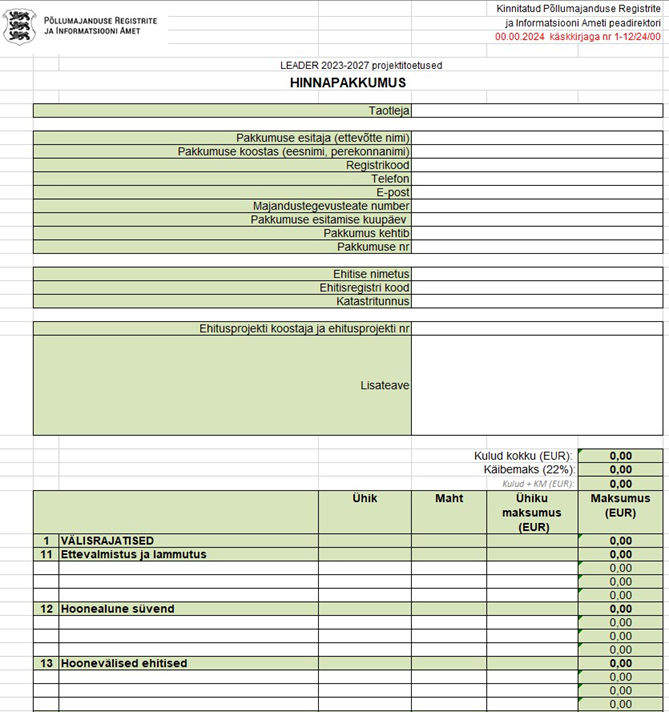 PÕLLUMAJANDUSE REGISTRITE
JA INFORMATSIOONI AMET
Kinnitatud Põllumajanduse Registrite
ja Informatsiooni Ameti peadirektori
00.00.2024 käskkirjaga nr 1-12/24/00
LEADER 2023-2027 projektitoetused
HINNAPAKKUMUS
Taotleja
Pakkumuse esitaja (ettevõtte nimi)
Pakkumuse koostas (eesnimi, perekonnanimi)
Registrikood
Telefon
E-post
Majandustegevusteate number
Pakkumuse esitamise kuupäev
Pakkumus kehtib
Pakkumuse nr
Ehitise nimetus
Ehitisregistri kood
Katastritunnus
Ehitusprojekti koostaja ja ehitusprojekti nr
Lisateave
Kulud kokku (EUR): 0,00
Käibemaks (22%): 0,00
Kulud + KM (EUR): 0,00
Ühik Maht Ühiku maksumus (EUR) Maksumus (EUR)
1 VÄLISRAJATISED 0,00
11 Ettevalmistus ja lammutus 0,00
0,00
0,00
0,00
12 Hoonealune süvend 0,00
0,00
0,00
0,00
13 Hoonevälised ehitised 0,00
0,00
0,00
0,00